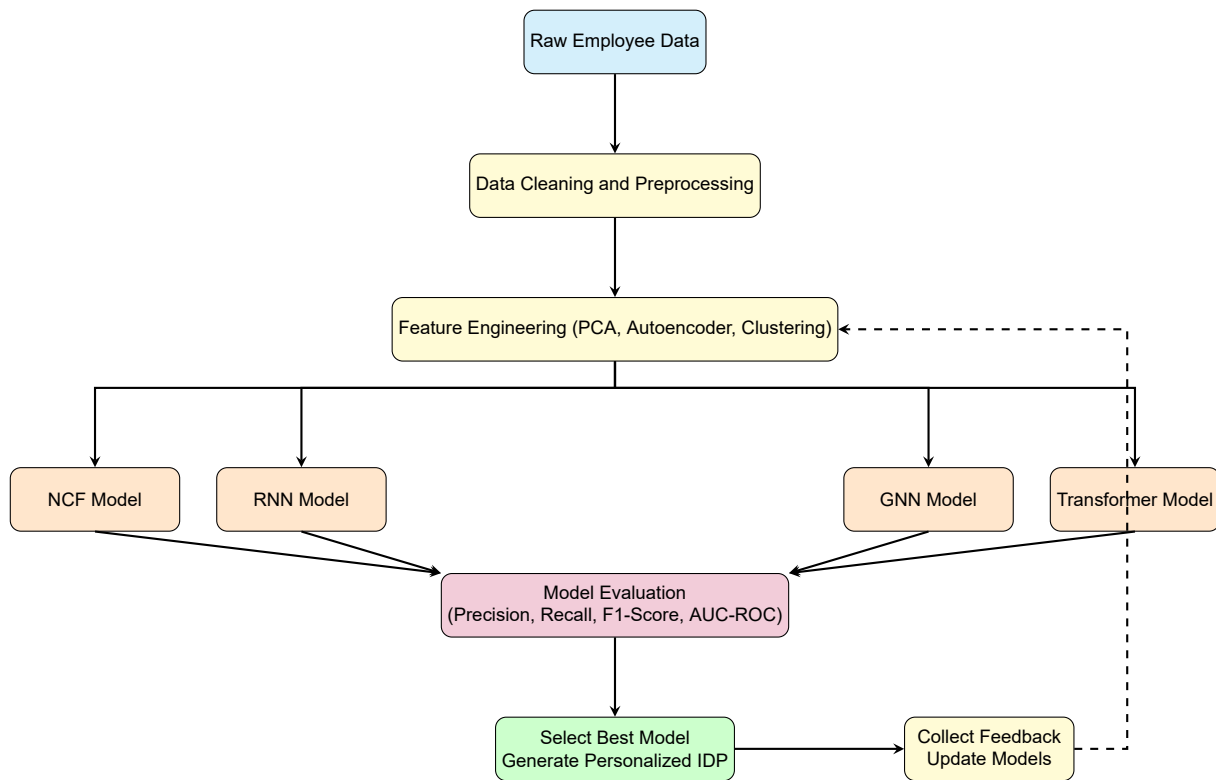 Raw Employee Data
Data Cleaning and Preprocessing
Feature Engineering (PCA, Autoencoder, Clustering)
NCF Model
RNN Model
GNN Model
Transformer Model
Model Evaluation
(Precision, Recall, F1-Score, AUC-ROC)
Select Best Model
Generate Personalized IDP
Collect Feedback
Update Models